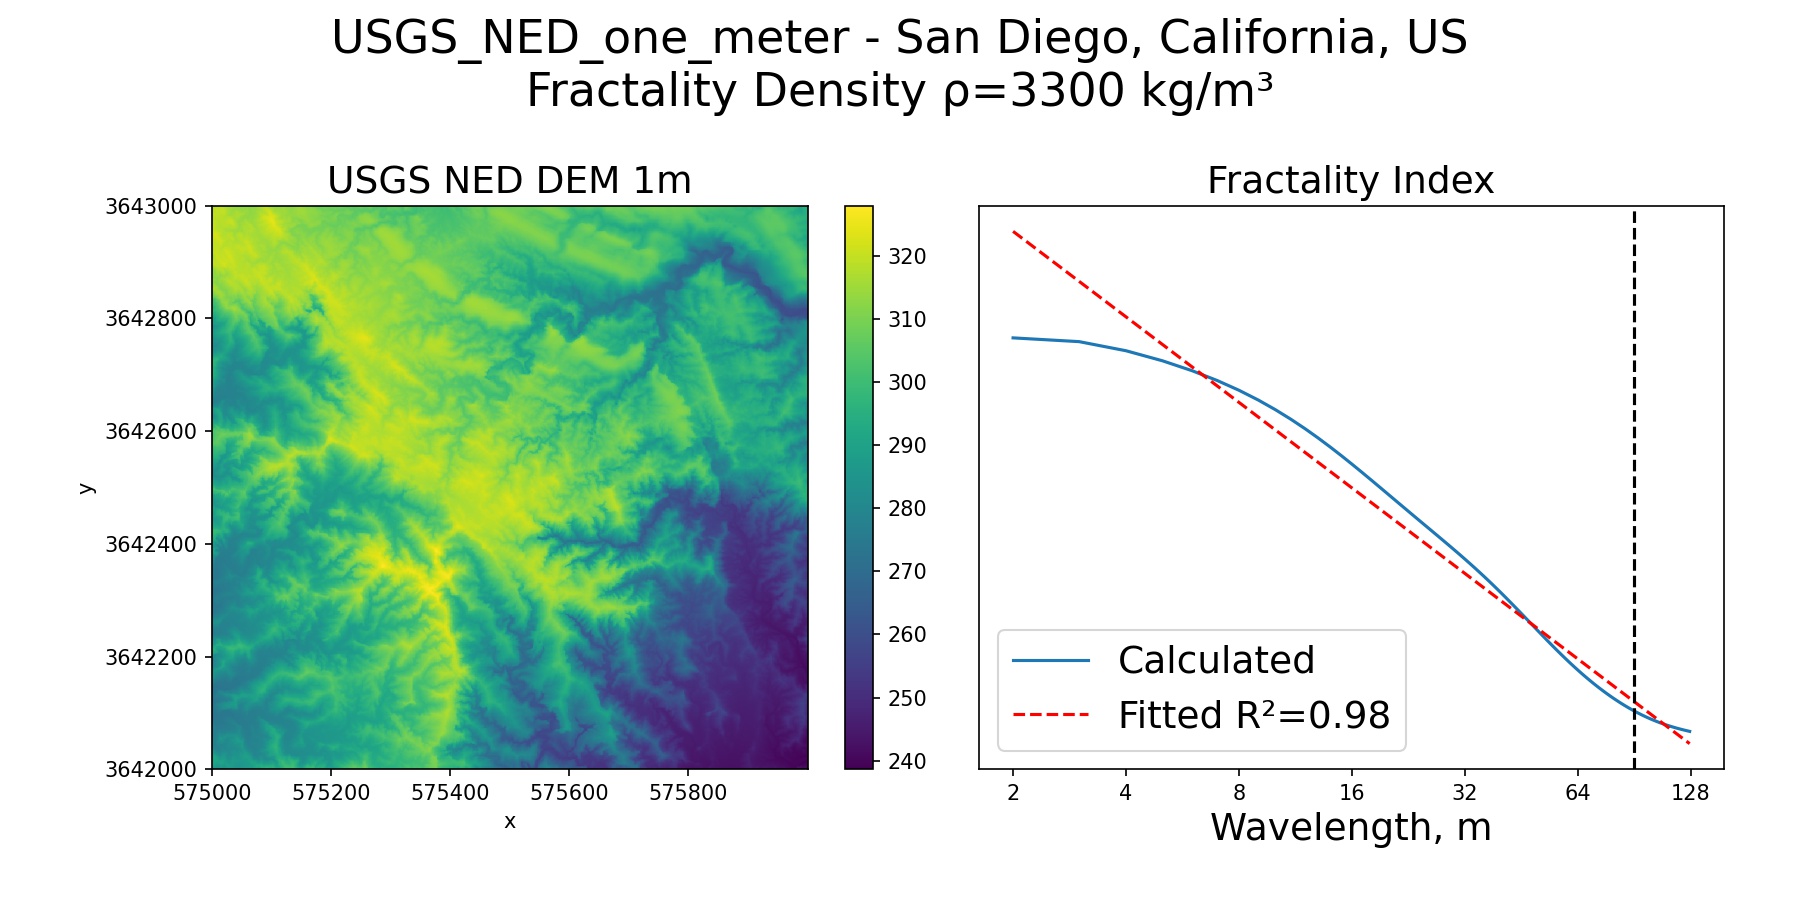 USGS_NED_one_meter - San Diego, California, US
Fractality Density ρ=3300 kg/m³
USGS NED DEM 1m
3643000
3642800
3642600
3642400
3642200
3642000
y
575000 575200 575400 575600 575800
x
320
310
300
290
280
270
260
250
240
Fractality Index
Calculated
Fitted R²=0.98
2 4 8 16 32 64 128
Wavelength, m